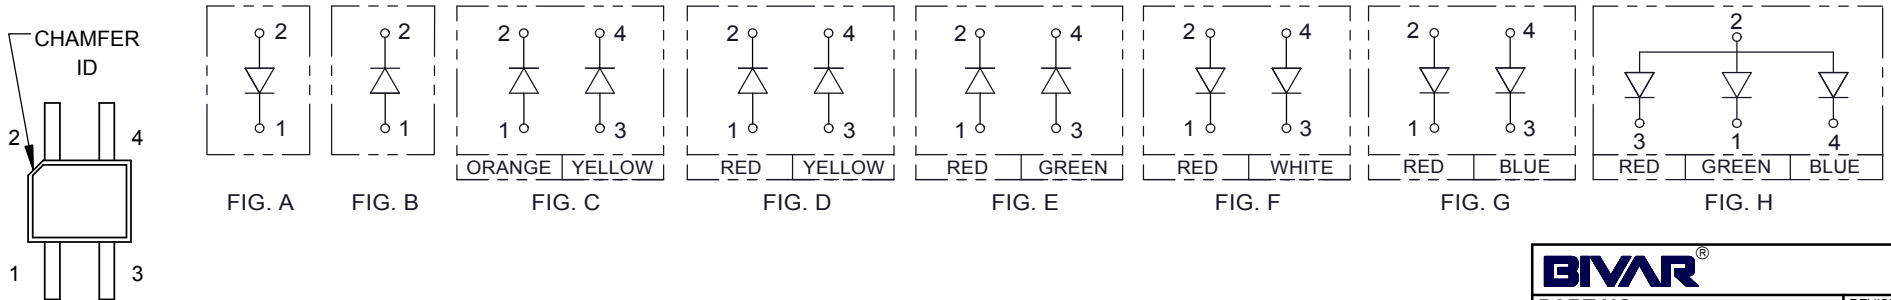 CHAMFER
ID
2 4
1 3
2
1
FIG. A
2
1
FIG. B
2 4
1 3
ORANGE YELLOW
FIG. C
2 4
1 3
RED YELLOW
FIG. D
2 4
1 3
RED GREEN
FIG. E
2 4
1 3
RED WHITE
FIG. F
2 4
1 3
RED BLUE
FIG. G
2
3 1 4
RED GREEN BLUE
FIG. H
BIVAR®